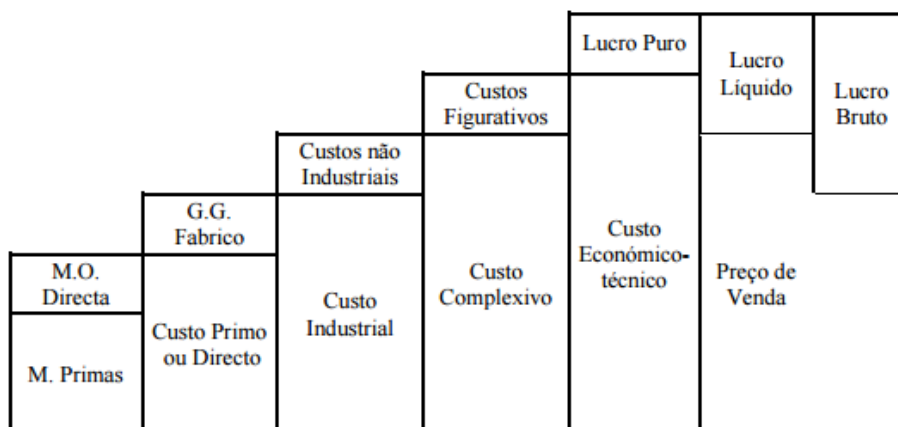 Lucro Puro
Lucro
Líquido
Lucro
Bruto
Custos
Figurativos
Custos não
Industriais
G.G.
Fabrico
Custo
Económico-
técnico
M.O.
Directa
Custo
Complexivo
Preço de
Venda
Custo
Industrial
Custo Primo
ou Directo
M. Primas